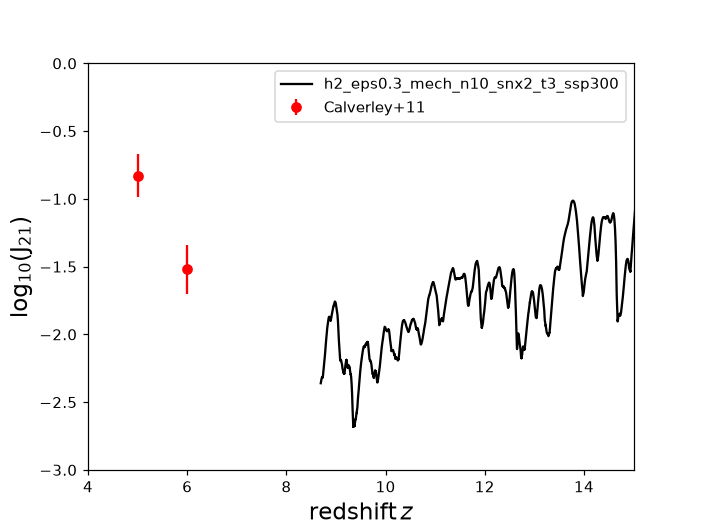 h2_eps0.3_mech_n10_snx2_t3_ssp300
Calverley+11
0.0
−0.5
−1.0
−1.5
−2.0
−2.5
−3.0
log₁₀(J₂₁)
4 6 8 10 12 14
redshift z